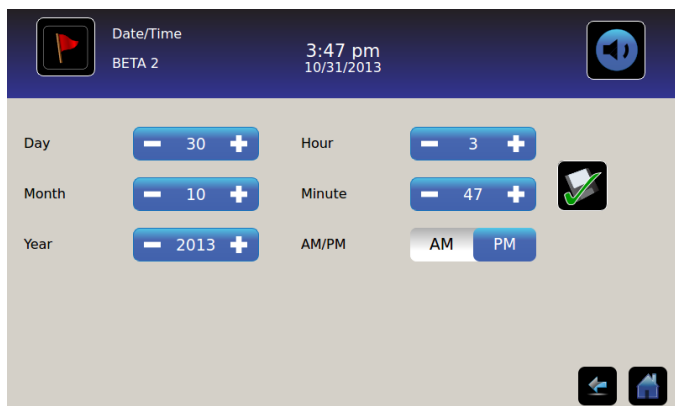 Date/Time
BETA 2
3:47 pm
10/31/2013
Day 30 Hour 3
Month 10 Minute 47
Year 2013 AM/PM AM PM